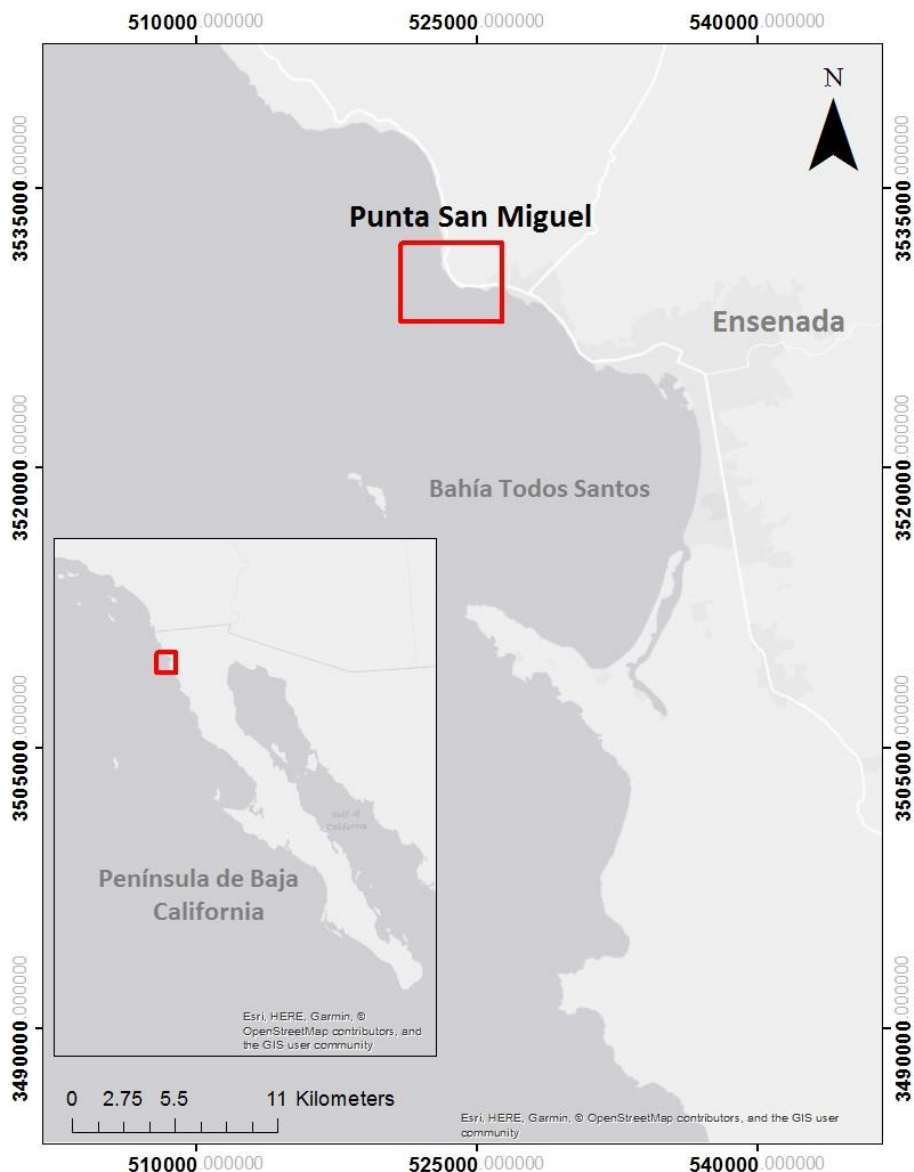 510000.000000 525000.000000 540000.000000
N
3535000.000000
3535000.000000
Punta San Miguel
Ensenada
3520000.000000
3520000.000000
Bahía Todos Santos
3505000.000000
3505000.000000
Gulf of
California
Península de Baja
California
Esri, HERE, Garmin, ©
OpenStreetMap contributors, and
the GIS user community
3490000.000000
3490000.000000
0 2.75 5.5 11 Kilometers
Esri, HERE, Garmin, © OpenStreetMap contributors, and the GIS user
community
510000.000000 525000.000000 540000.000000